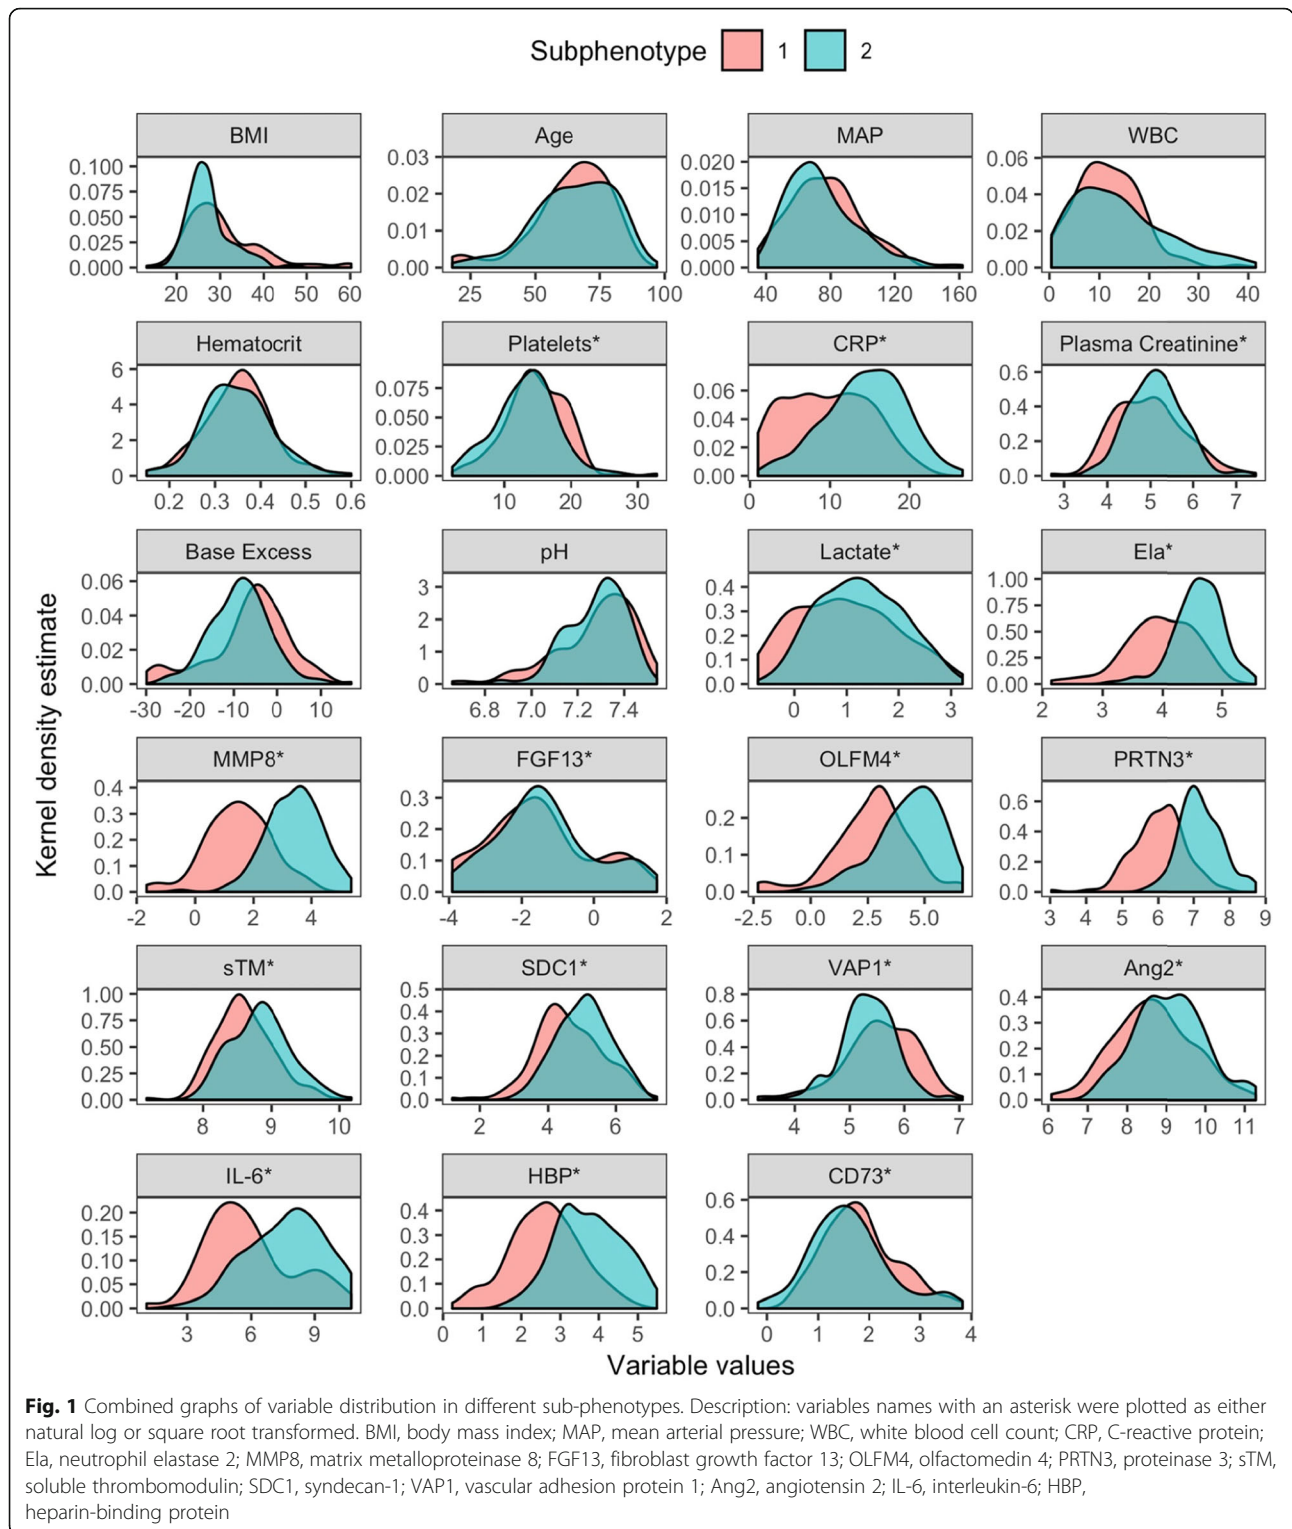 Subphenotype 1 2
BMI Age MAP WBC
0.100 0.075 0.050 0.025 0.000
20 30 40 50 60
0.03 0.02 0.01 0.00
25 50 75 100
0.020 0.015 0.010 0.005 0.000
40 80 120 160
0.06 0.04 0.02 0.00
0 10 20 30 40
Hematocrit Platelets* CRP* Plasma Creatinine*
6 4 2 0
0.2 0.3 0.4 0.5 0.6
0.075 0.050 0.025 0.000
10 20 30
0.06 0.04 0.02 0.00
0 10 20
0.6 0.4 0.2 0.0
3 4 5 6 7
Base Excess pH Lactate* Ela*
0.06 0.04 0.02 0.00
-30 -20 -10 0 10
3 2 1 0
6.8 7.0 7.2 7.4
0.4 0.3 0.2 0.1 0.0
0 1 2 3
1.00 0.75 0.50 0.25 0.00
2 3 4 5
MMP8* FGF13* OLFM4* PRTN3*
0.4 0.3 0.2 0.1 0.0
-2 0 2 4
0.3 0.2 0.1 0.0
-4 -2 0 2
0.2 0.1 0.0
-2.5 0.0 2.5 5.0
0.6 0.4 0.2 0.0
3 4 5 6 7 8 9
sTM* SDC1* VAP1* Ang2*
1.00 0.75 0.50 0.25 0.00
8 9 10
0.5 0.4 0.3 0.2 0.1 0.0
2 4 6
0.8 0.6 0.4 0.2 0.0
4 5 6 7
0.4 0.3 0.2 0.1 0.0
6 7 8 9 10 11
IL-6* HBP* CD73*
0.20 0.15 0.10 0.05 0.00
3 6 9
0.4 0.3 0.2 0.1 0.0
0 1 2 3 4 5
0.6 0.4 0.2 0.0
0 1 2 3 4
Kernel density estimate
Variable values
Fig. 1 Combined graphs of variable distribution in different sub-phenotypes. Description: variables names with an asterisk were plotted as either
natural log or square root transformed. BMI, body mass index; MAP, mean arterial pressure; WBC, white blood cell count; CRP, C-reactive protein;
Ela, neutrophil elastase 2; MMP8, matrix metalloproteinase 8; FGF13, fibroblast growth factor 13; OLFM4, olfactomedin 4; PRTN3, proteinase 3; sTM,
soluble thrombomodulin; SDC1, syndecan-1; VAP1, vascular adhesion protein 1; Ang2, angiotensin 2; IL-6, interleukin-6; HBP,
heparin-binding protein